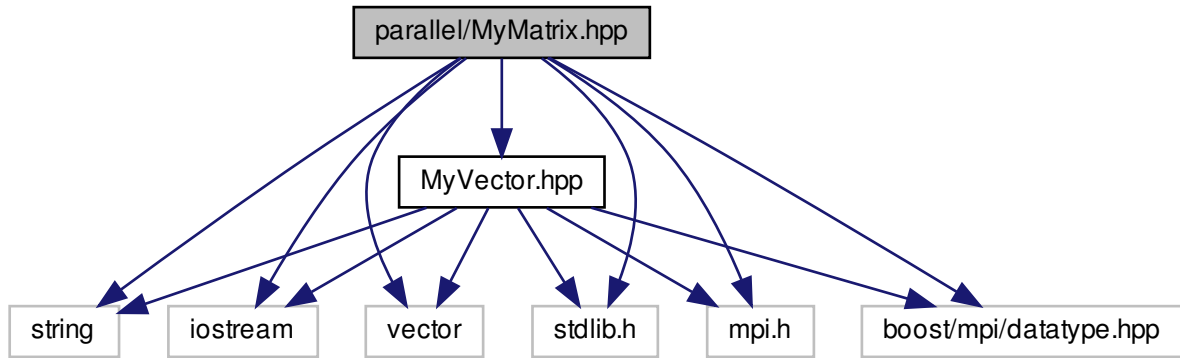 parallel/MyMatrix.hpp
MyVector.hpp
string
iostream
vector
stdlib.h
mpi.h
boost/mpi/datatype.hpp